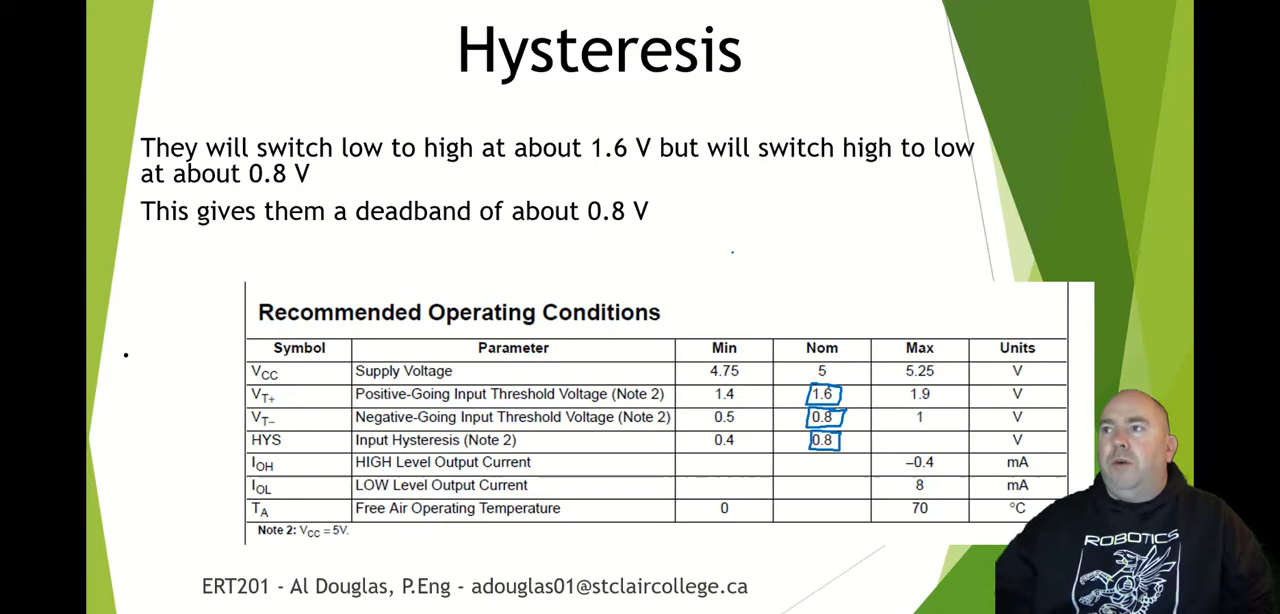 Hysteresis
They will switch low to high at about 1.6 V but will switch high to low
at about 0.8 V
This gives them a deadband of about 0.8 V
Recommended Operating Conditions
Symbol Parameter Min Nom Max Units
VCC Supply Voltage 4.75 5 5.25 V
VT+ Positive-Going Input Threshold Voltage (Note 2) 1.4 1.6 1.9 V
VT– Negative-Going Input Threshold Voltage (Note 2) 0.5 0.8 1 V
HYS Input Hysteresis (Note 2) 0.4 0.8 V
IOH HIGH Level Output Current –0.4 mA
IOL LOW Level Output Current 8 mA
TA Free Air Operating Temperature 0 70 °C
Note 2: VCC = 5V.
ERT201 - Al Douglas, P.Eng - adouglas01@stclaircollege.ca
ROBOTICS